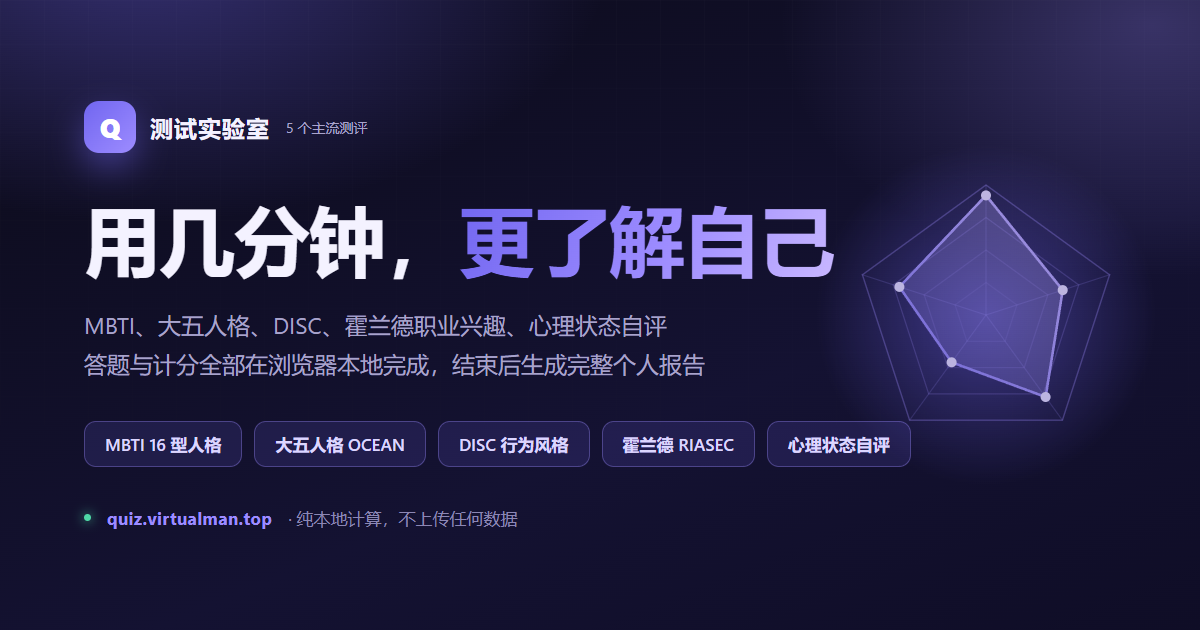 Q 测试实验室 5 个主流测评
用几分钟，更了解自己
MBTI、大五人格、DISC、霍兰德职业兴趣、心理状态自评
答题与计分全部在浏览器本地完成，结束后生成完整个人报告
MBTI 16 型人格 大五人格 OCEAN DISC 行为风格 霍兰德 RIASEC 心理状态自评
quiz.virtualman.top · 纯本地计算，不上传任何数据